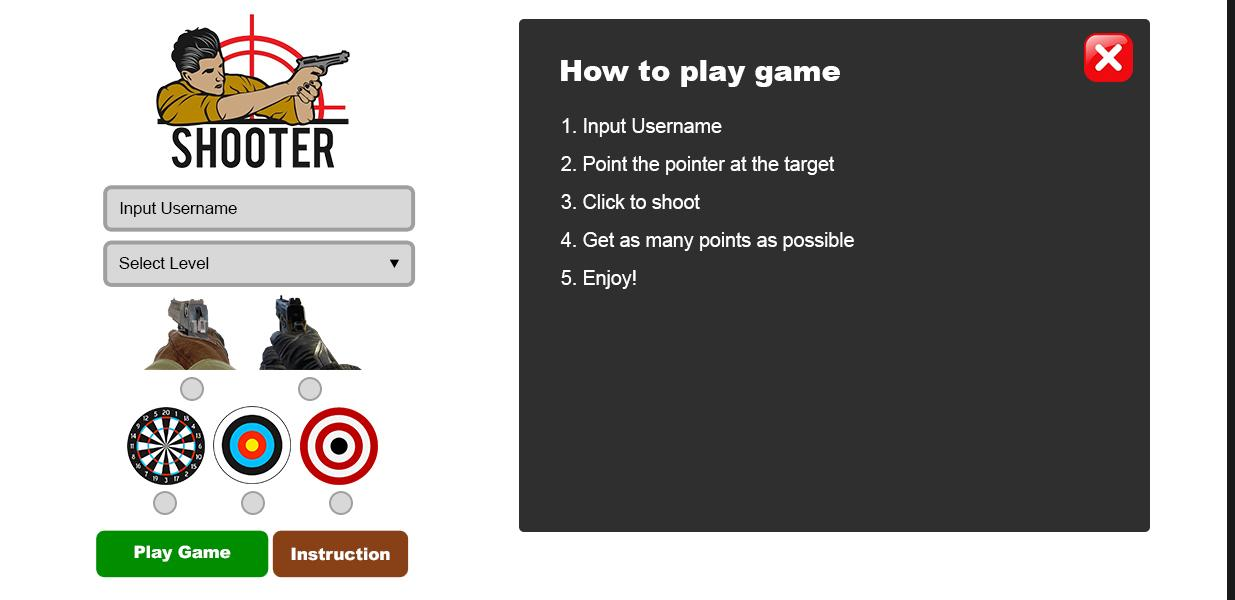 SHOOTER
Input Username
Select Level
Play Game
Instruction
How to play game
1. Input Username
2. Point the pointer at the target
3. Click to shoot
4. Get as many points as possible
5. Enjoy!